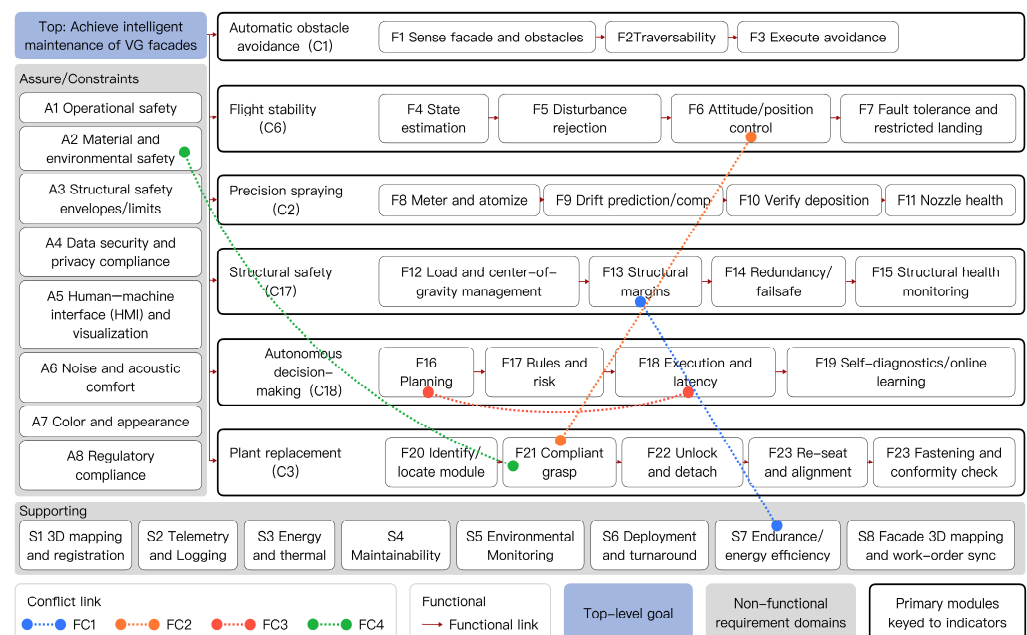 Top: Achieve intelligent
maintenance of VG facades
Assure/Constraints
A1 Operational safety
A2 Material and
environmental safety
A3 Structural safety
envelopes/limits
A4 Data security and
privacy compliance
A5 Human—machine
interface (HMI) and
visualization
A6 Noise and acoustic
comfort
A7 Color and appearance
A8 Regulatory
compliance
Automatic obstacle
avoidance (C1)
F1 Sense facade and obstacles
F2Traversability
F3 Execute avoidance
Flight stability
(C6)
F4 State
estimation
F5 Disturbance
rejection
F6 Attitude/position
control
F7 Fault tolerance and
restricted landing
Precision spraying
(C2)
F8 Meter and atomize
F9 Drift prediction/comp
F10 Verify deposition
F11 Nozzle health
Structural safety
(C17)
F12 Load and center-of-
gravity management
F13 Structural
margins
F14 Redundancy/
failsafe
F15 Structural health
monitoring
Autonomous
decision-
making (C18)
F16
Planning
F17 Rules and
risk
F18 Execution and
latency
F19 Self-diagnostics/online
learning
Plant replacement
(C3)
F20 Identify/
locate module
F21 Compliant
grasp
F22 Unlock
and detach
F23 Re-seat
and alignment
F23 Fastening and
conformity check
Supporting
S1 3D mapping
and registration
S2 Telemetry
and Logging
S3 Energy
and thermal
S4
Maintainability
S5 Environmental
Monitoring
S6 Deployment
and turnaround
S7 Endurance/
energy efficiency
S8 Facade 3D mapping
and work-order sync
Conflict link
FC1
FC2
FC3
FC4
Functional
Functional link
Top-level goal
Non-functional
requirement domains
Primary modules
keyed to indicators